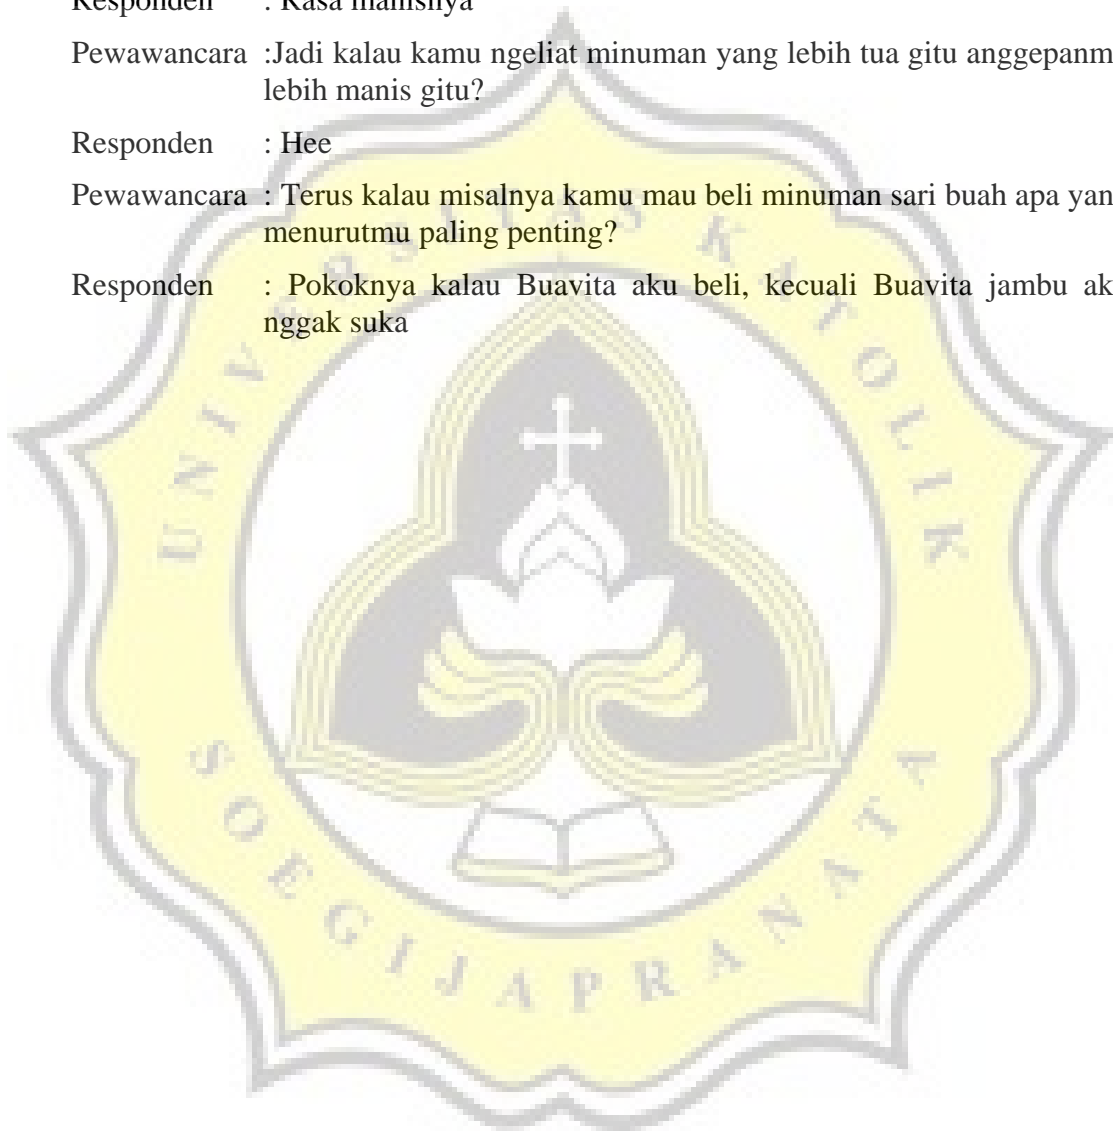 Responden : Rasa manisnya
Pewawancara :Jadi kalau kamu ngeliat minuman yang lebih tua gitu anggepanm
lebih manis gitu?
Responden : Hee
Pewawancara : Terus kalau misalnya kamu mau beli minuman sari buah apa yan
menurutmu paling penting?
Responden : Pokoknya kalau Buavita aku beli, kecuali Buavita jambu ak
nggak suka
UNIVERSITAS KATOLIK
SOEGIJAPRANATA